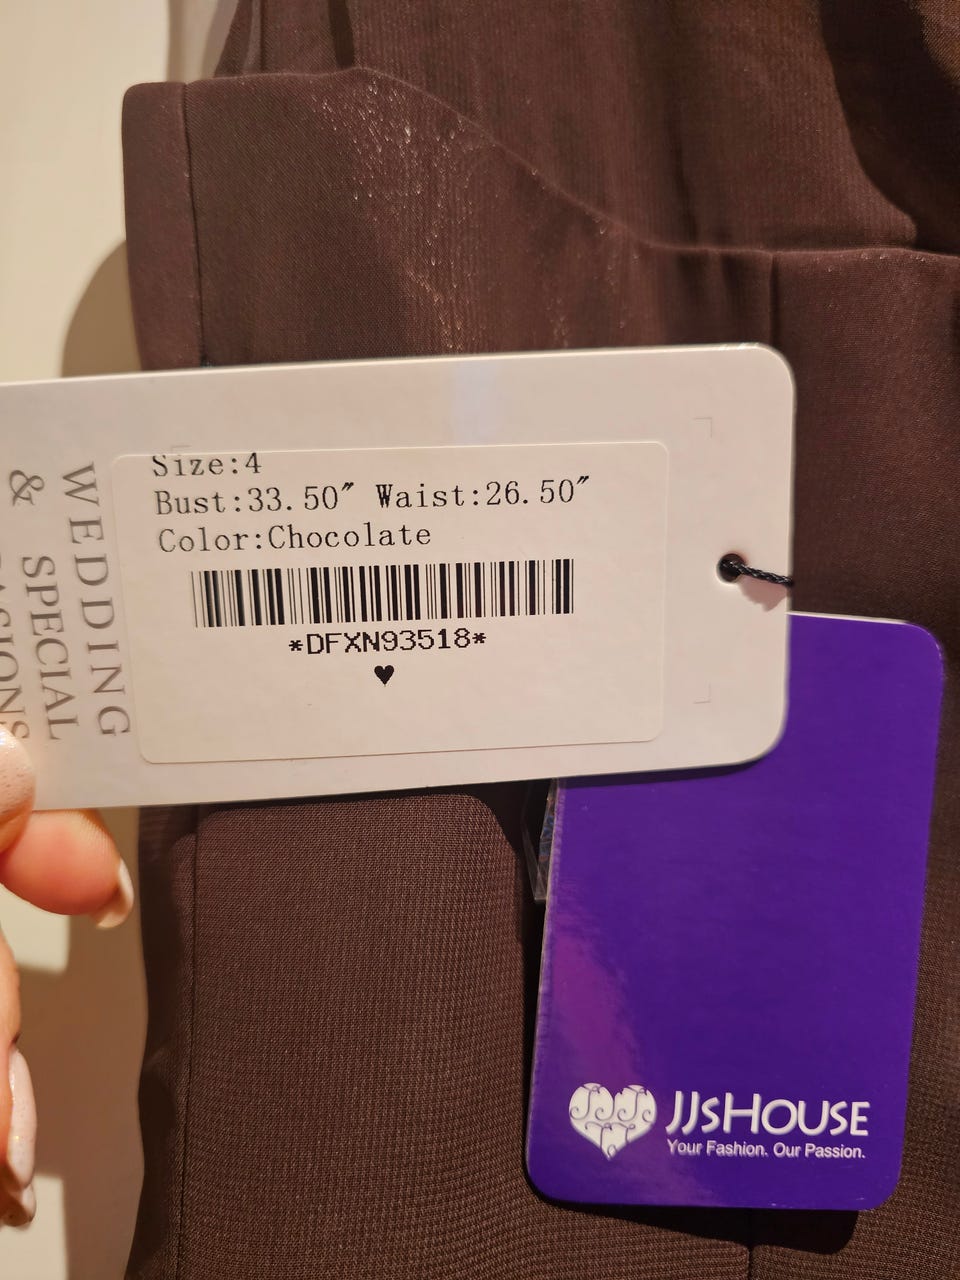 Size:4
Bust:33.50″ Waist:26.50″
Color:Chocolate
*DFXN93518*
WEDDING
& SPECIAL
JJsHOUSE
Your Fashion. Our Passion.